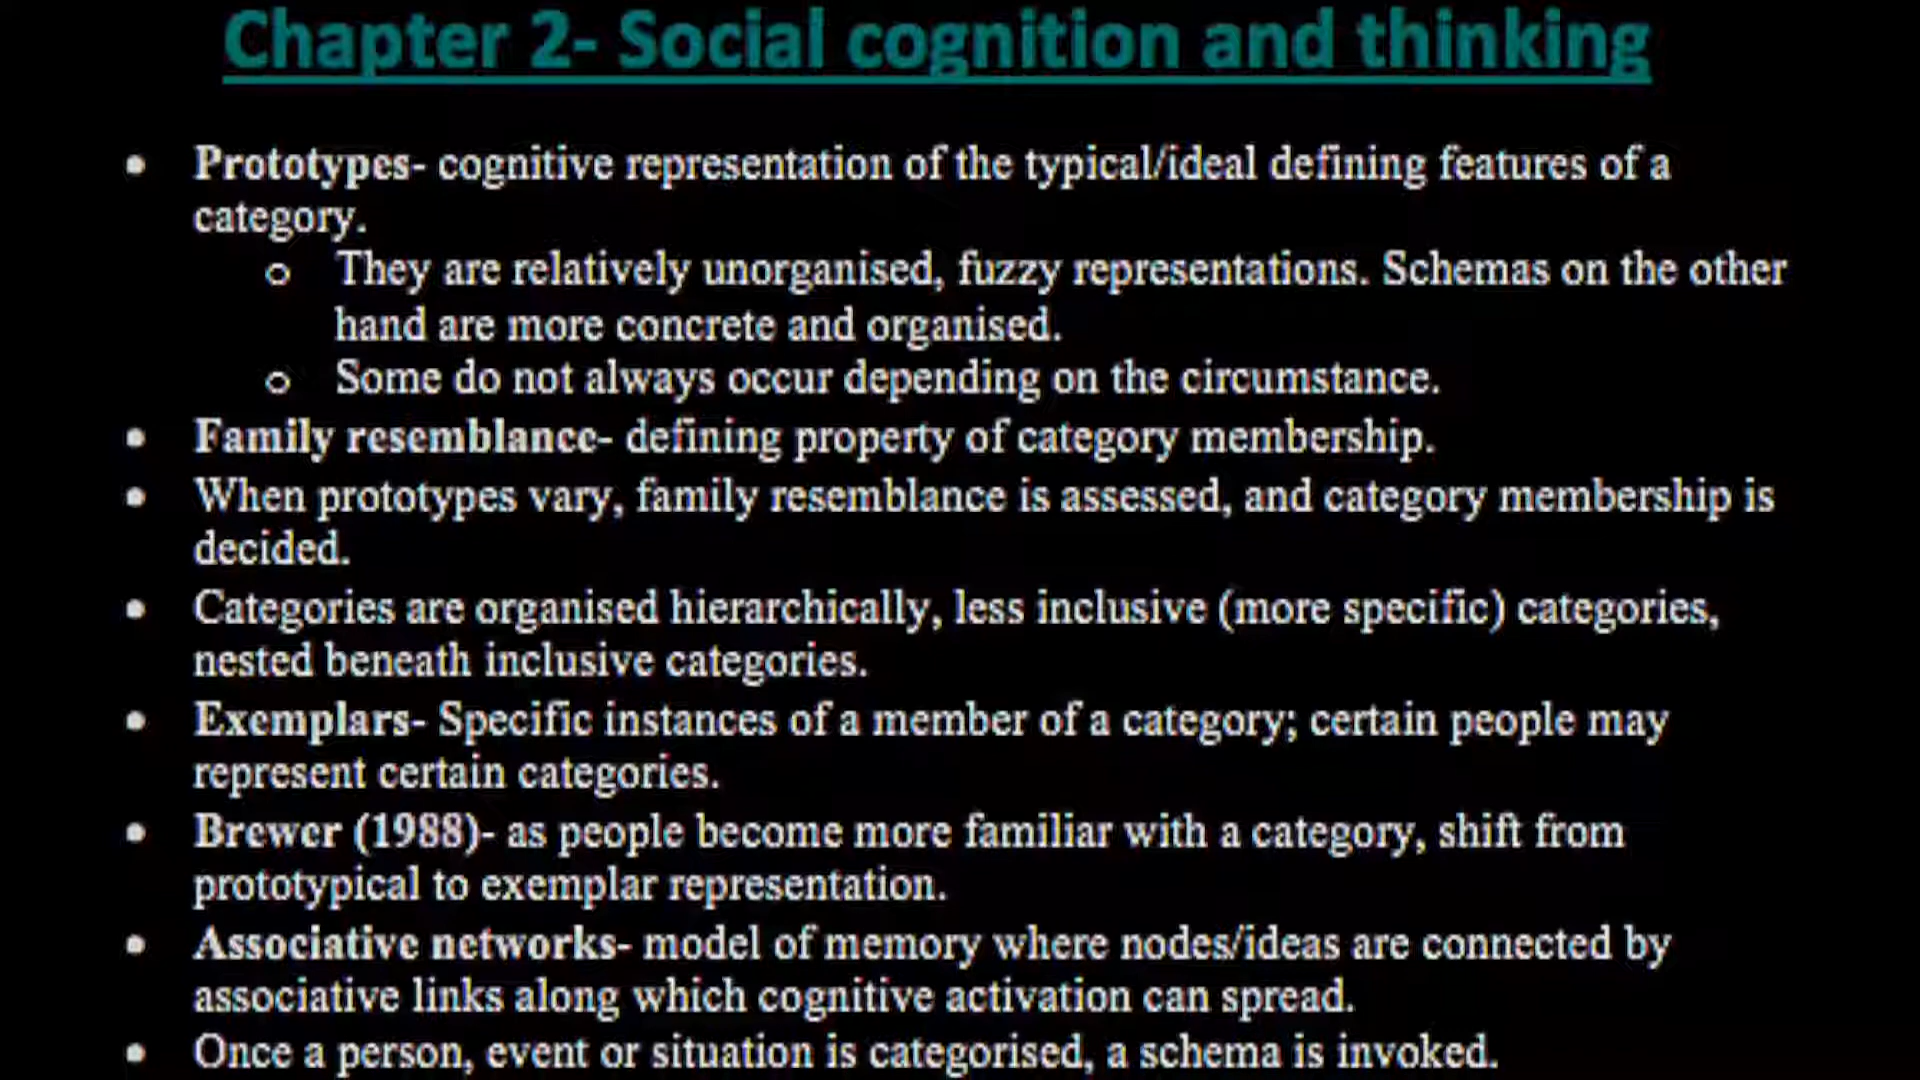 Chapter 2- Social cognition and thinking
• Prototypes- cognitive representation of the typical/ideal defining features of a
category.
o They are relatively unorganised, fuzzy representations. Schemas on the other
hand are more concrete and organised.
o Some do not always occur depending on the circumstance.
• Family resemblance- defining property of category membership.
• When prototypes vary, family resemblance is assessed, and category membership is
decided.
• Categories are organised hierarchically, less inclusive (more specific) categories,
nested beneath inclusive categories.
• Exemplars- Specific instances of a member of a category; certain people may
represent certain categories.
• Brewer (1988)- as people become more familiar with a category, shift from
prototypical to exemplar representation.
• Associative networks- model of memory where nodes/ideas are connected by
associative links along which cognitive activation can spread.
• Once a person, event or situation is categorised, a schema is invoked.